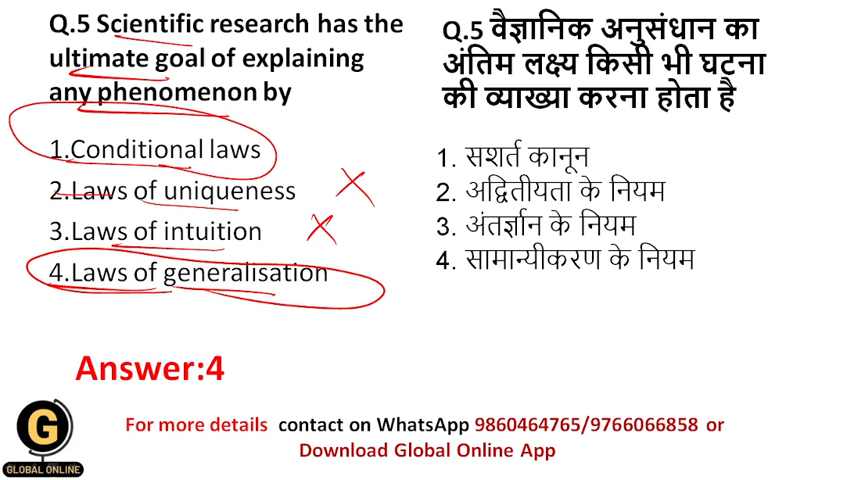 Q.5 Scientific research has the
ultimate goal of explaining
any phenomenon by
1.Conditional laws
2.Laws of uniqueness
3.Laws of intuition
4.Laws of generalisation
Q.5 वैज्ञानिक अनुसंधान का
अंतिम लक्ष्य किसी भी घटना
की व्याख्या करना होता है
1. सशर्त कानून
2. अद्वितीयता के नियम
3. अंतर्ज्ञान के नियम
4. सामान्यीकरण के नियम
Answer:4
G
GLOBAL ONLINE
For more details contact on WhatsApp 9860464765/9766066858 or
Download Global Online App